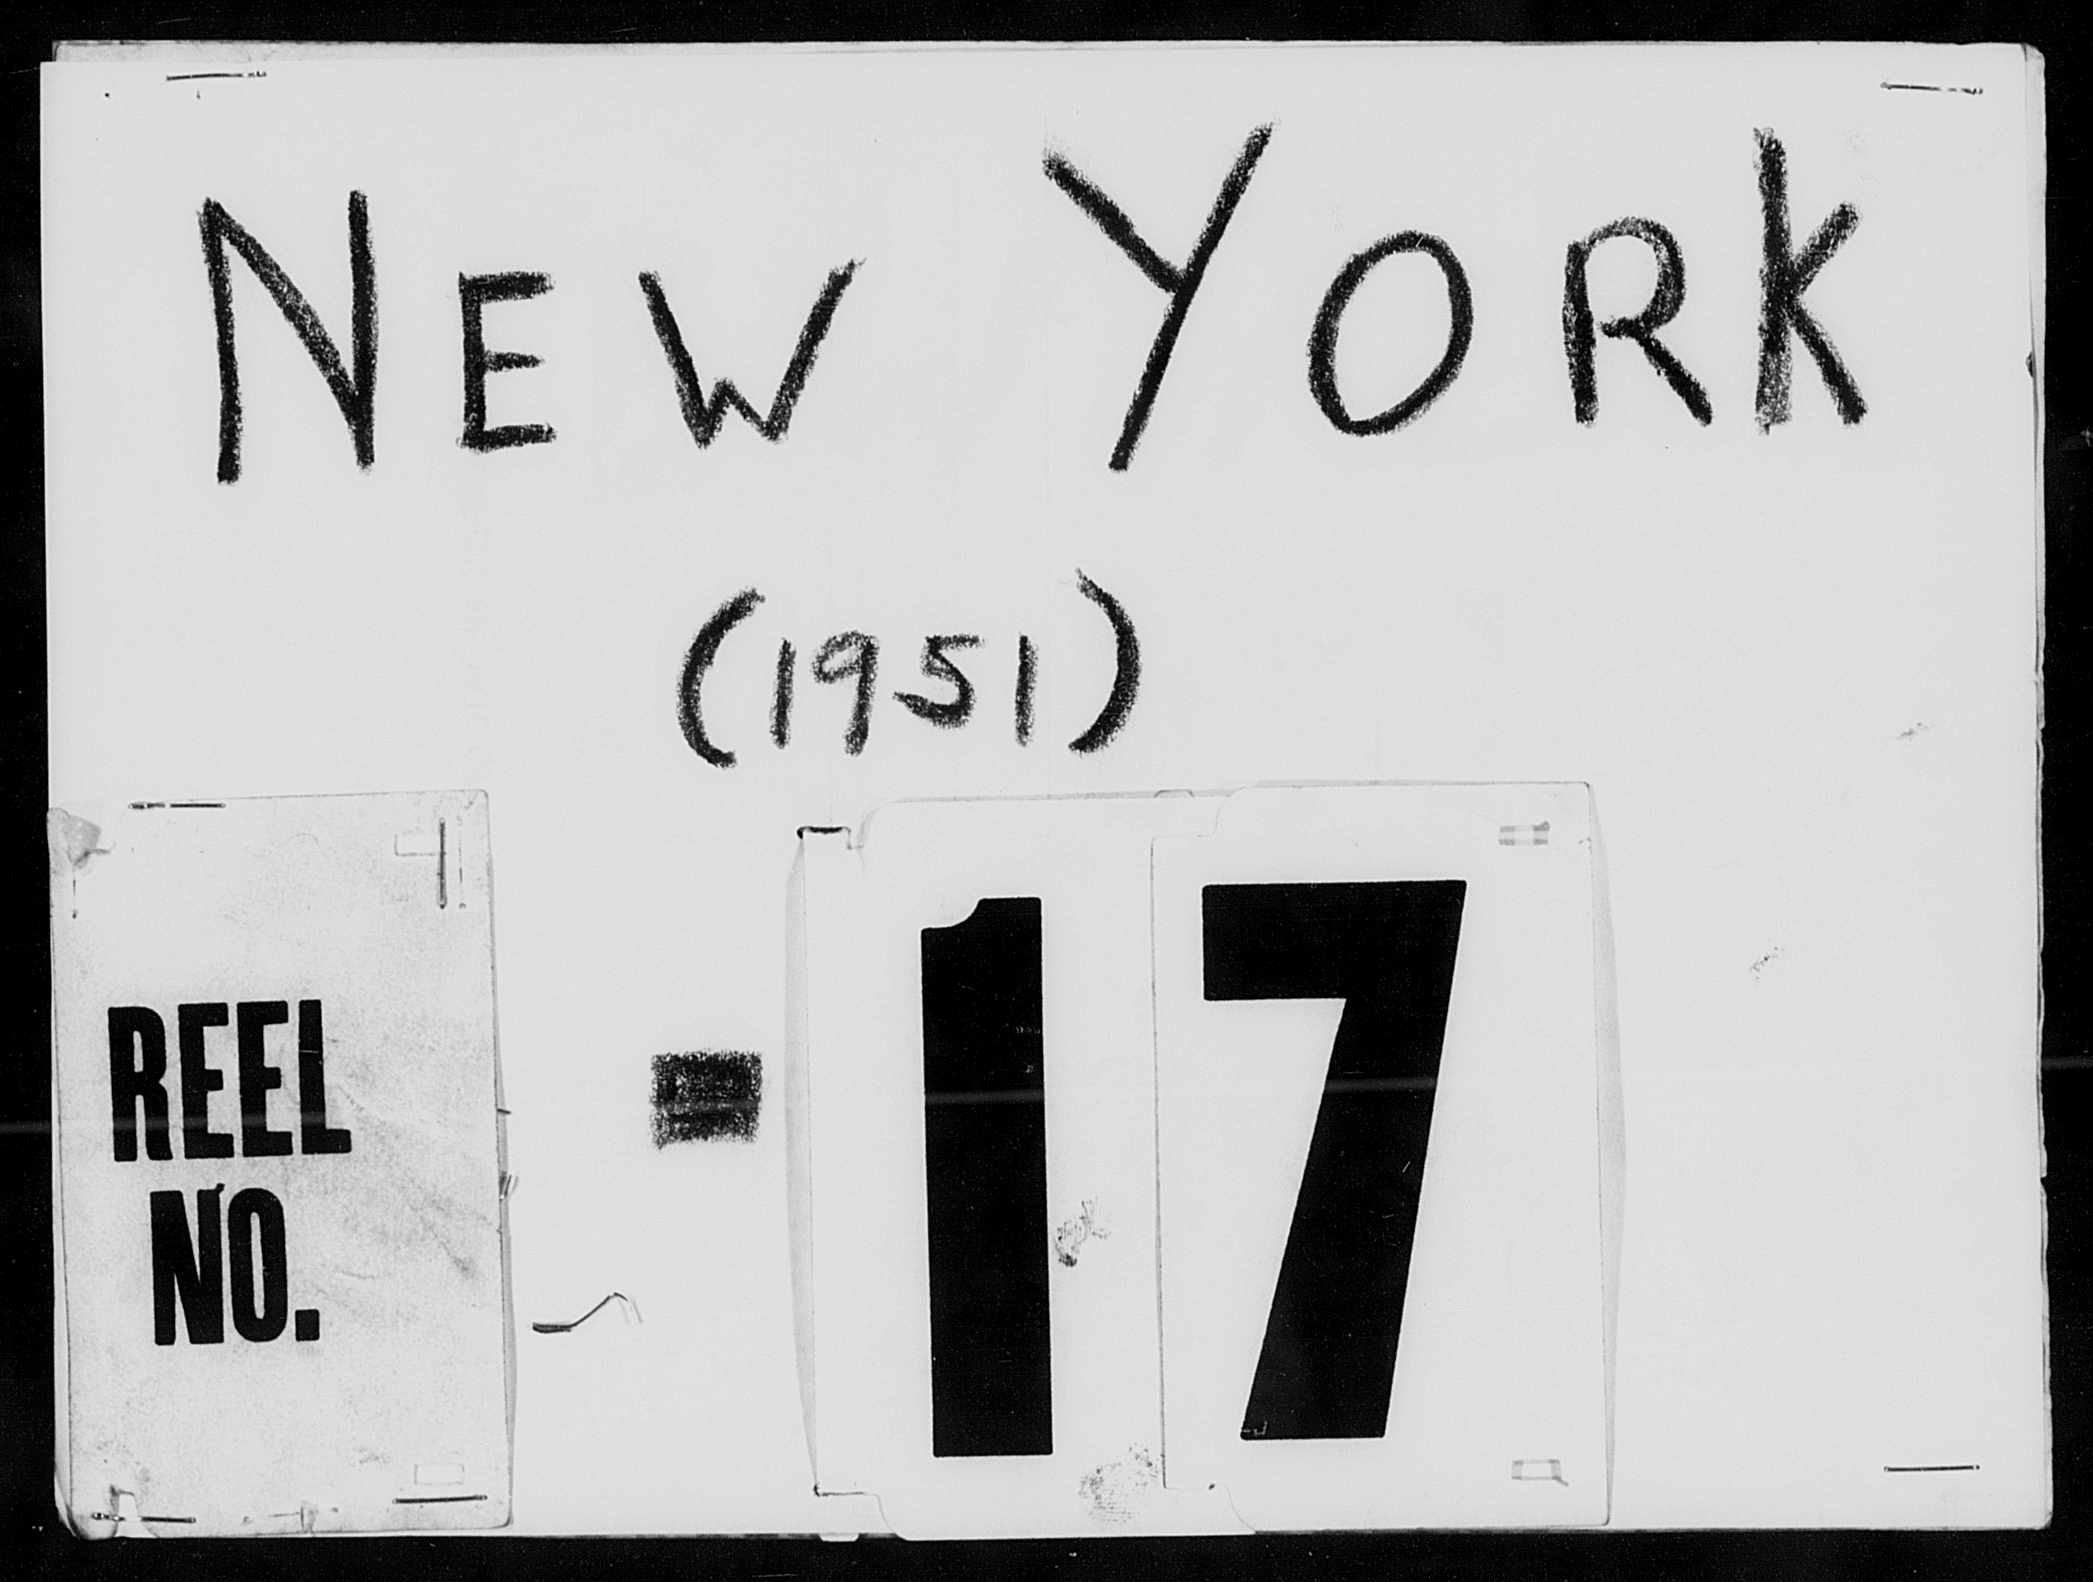 NEW YORK
(1951)
REEL
NO.
- 17